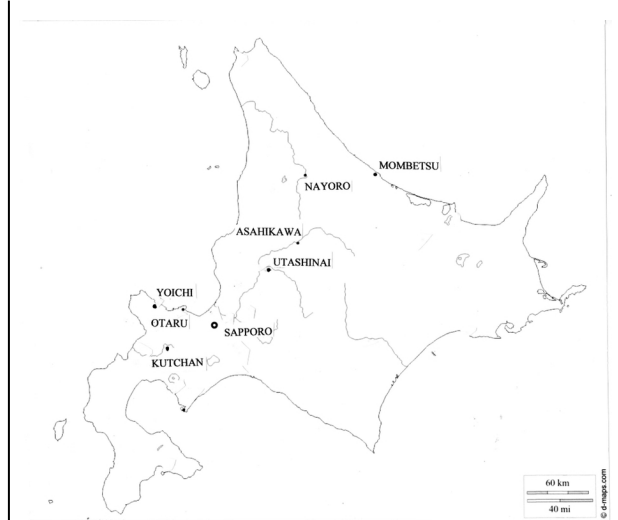 MOMBETSU
NAYORO
ASAHIKAWA
UTASHINAI
YOICHI
OTARU
SAPPORO
KUTCHAN
60 km
40 mi
© d-maps.com